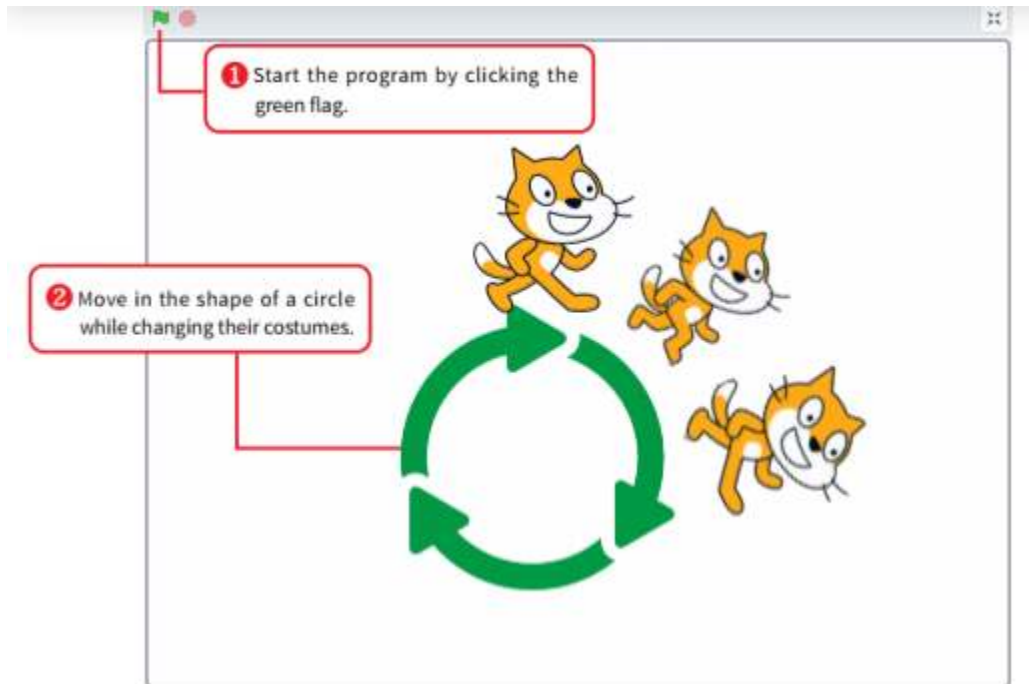 ❶ Start the program by clicking the
green flag.
❷ Move in the shape of a circle
while changing their costumes.